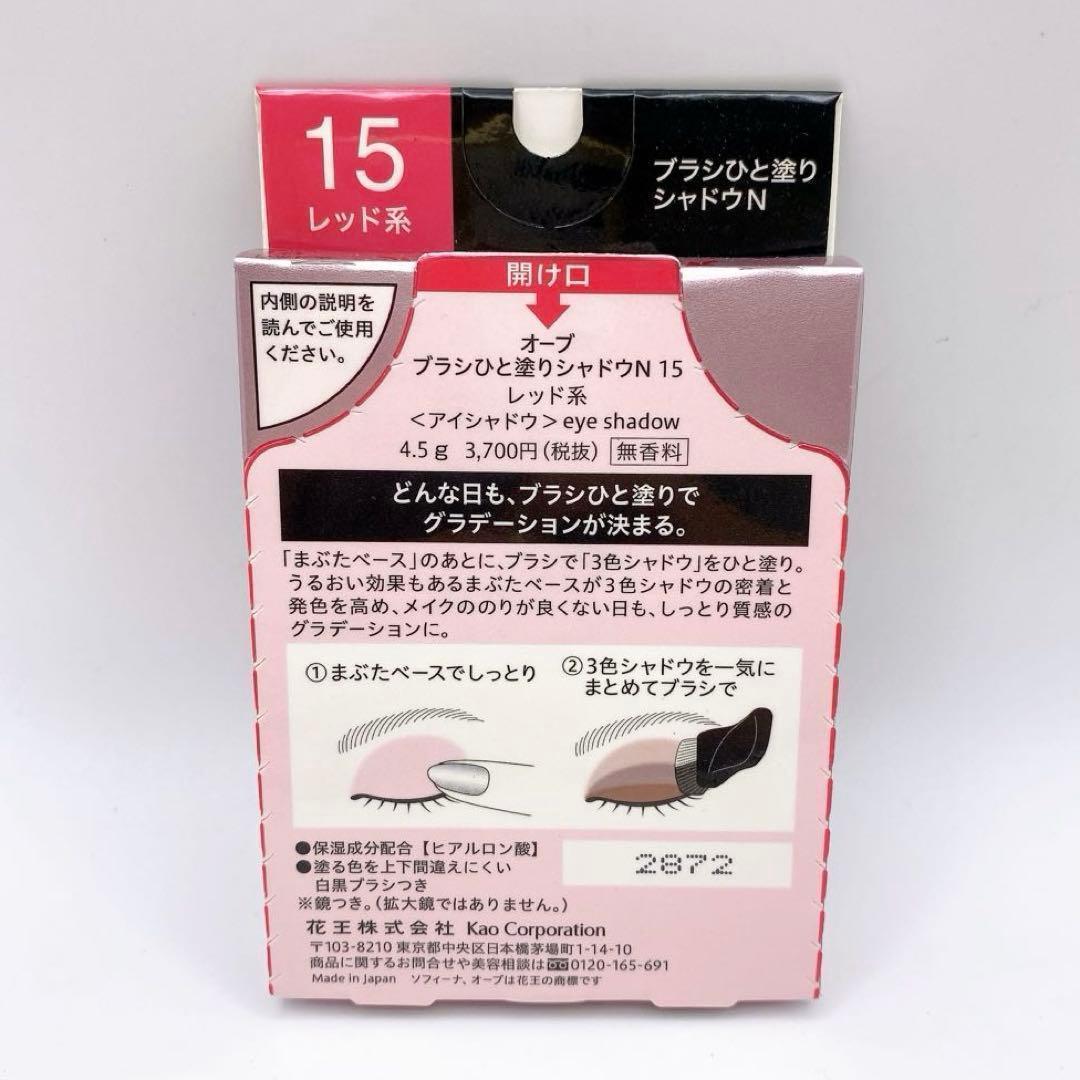 15
レッド系
ブラシひと塗り
シャドウN
開け口
内側の説明を
読んでご使用
ください。
オーブ
ブラシひと塗りシャドウN 15
レッド系
＜アイシャドウ＞eye shadow
4.5g 3,700円(税抜) 無香料
どんな日も、ブラシひと塗りで
グラデーションが決まる。
「まぶたベース」のあとに、ブラシで「3色シャドウ」をひと塗り。
うるおい効果もあるまぶたベースが3色シャドウの密着と
発色を高め、メイクののりが良くない日も、しっとり質感の
グラデーションに。
①まぶたベースでしっとり
②3色シャドウを一気に
まとめてブラシで
●保湿成分配合【ヒアルロン酸】
●塗る色を上下間違えにくい
白黒ブラシつき
※鏡つき。(拡大鏡ではありません。)
2872
花王株式会社 Kao Corporation
〒103-8210 東京都中央区日本橋茅場町1-14-10
商品に関するお問合せや美容相談は 0120-165-691
Made in Japan ソフィーナ、オーブは花王の商標です